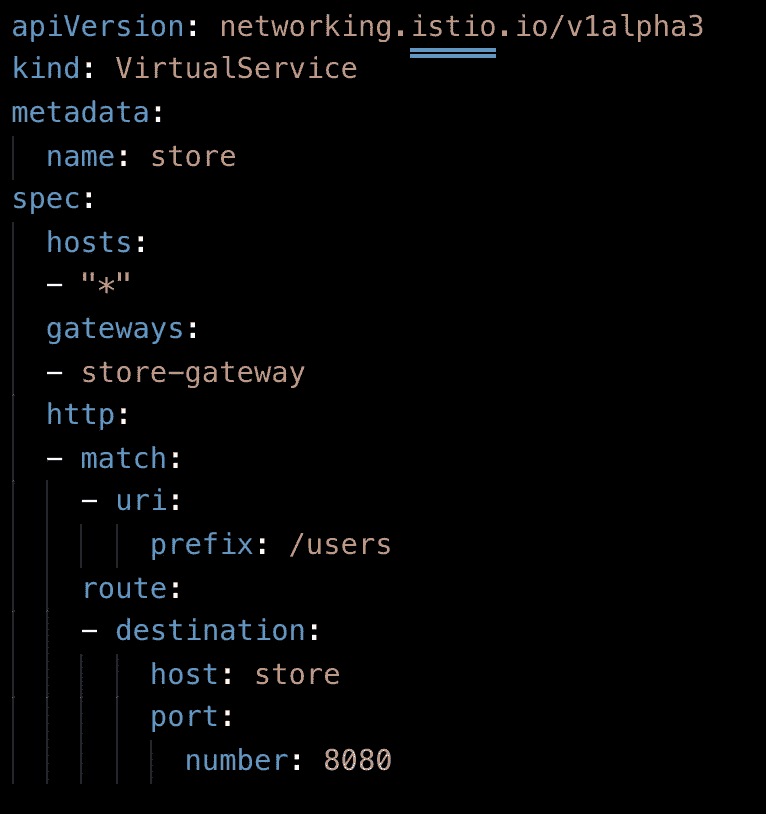 apiVersion: networking.istio.io/v1alpha3
kind: VirtualService
metadata:
  name: store
spec:
  hosts:
  - "*"
  gateways:
  - store-gateway
  http:
  - match:
    - uri:
        prefix: /users
    route:
    - destination:
        host: store
        port:
          number: 8080